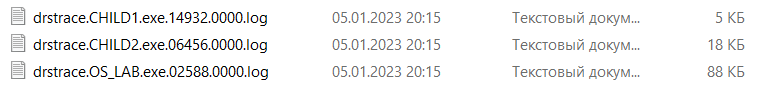 drstrace.CHILD1.exe.14932.0000.log 05.01.2023 20:15 Текстовый докум... 5 КБ
drstrace.CHILD2.exe.06456.0000.log 05.01.2023 20:15 Текстовый докум... 18 КБ
drstrace.OS_LAB.exe.02588.0000.log 05.01.2023 20:15 Текстовый докум... 88 КБ